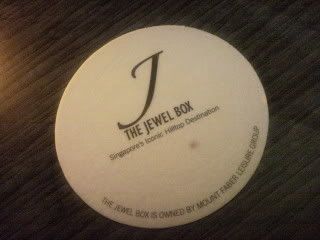 J
THE JEWEL BOX
Singapore's Iconic Hilltop Destination
THE JEWEL BOX IS OWNED BY MOUNT FABER LEISURE GROUP